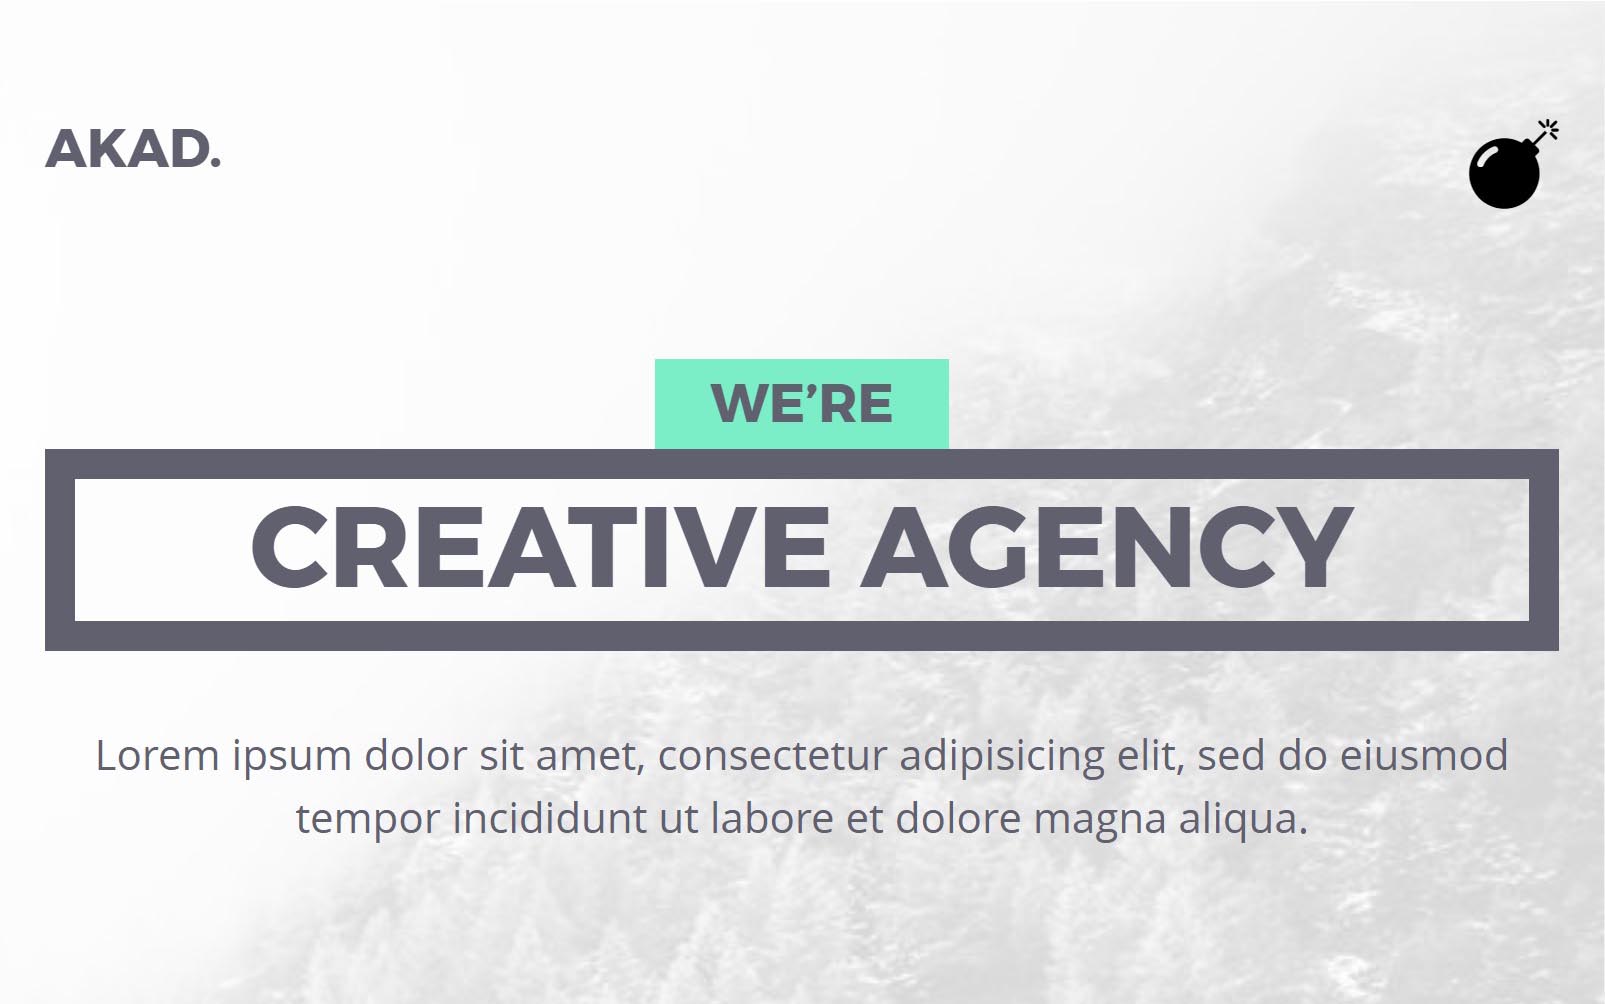 AKAD.
WE’RE
CREATIVE AGENCY
Lorem ipsum dolor sit amet, consectetur adipisicing elit, sed do eiusmod
tempor incididunt ut labore et dolore magna aliqua.